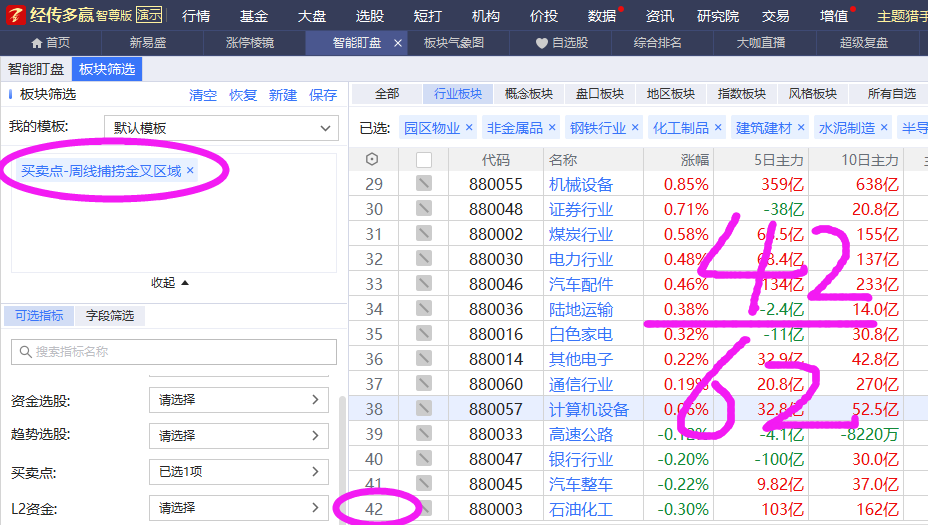 经传多赢 智尊版 演示 行情 基金 大盘 选股 短打 机构 价投 数据 资讯 研究院 交易 增值 主题猎手
首页 新易盛 涨停棱镜 智能盯盘 × 板块气象图 自选股 综合排名 大咖直播 超级复盘
智能盯盘 板块筛选
板块筛选 清空 恢复 新建 保存
我的模板: 默认模板
买卖点-周线捕捞金叉区域 ×
收起
可选指标 字段筛选
搜索指标名称
资金选股: 请选择
趋势选股: 请选择
买卖点: 已选1项
L2资金: 请选择
全部 行业板块 概念板块 盘口板块 地区板块 指数板块 风格板块 所有自选
已选: 园区物业 × 非金属品 × 钢铁行业 × 化工制品 × 建筑建材 × 水泥制造 × 半导
代码 名称 涨幅 5日主力 10日主力
29 880055 机械设备 0.85% 359亿 638亿
30 880048 证券行业 0.71% -38亿 20.8亿
31 880002 煤炭行业 0.58% .5亿 155亿
32 880030 电力行业 0.48% 68.4亿 137亿
33 880046 汽车配件 0.46% 134亿 233亿
34 880036 陆地运输 0.38% -2.4亿 14.0亿
35 880016 白色家电 0.32% -11亿 30.8亿
36 880014 其他电子 0.22% 32.9亿 42.8亿
37 880060 通信行业 0.19% 20.8亿 270亿
38 880057 计算机设备 32.8亿 52.5亿
39 880033 高速公路 -0.12% -4.1亿 -8220万
40 880047 银行行业 -0.20% -100亿 30.0亿
41 880045 汽车整车 -0.22% 9.82亿 37.0亿
42 880003 石油化工 -0.30% 103亿 162亿
42
62